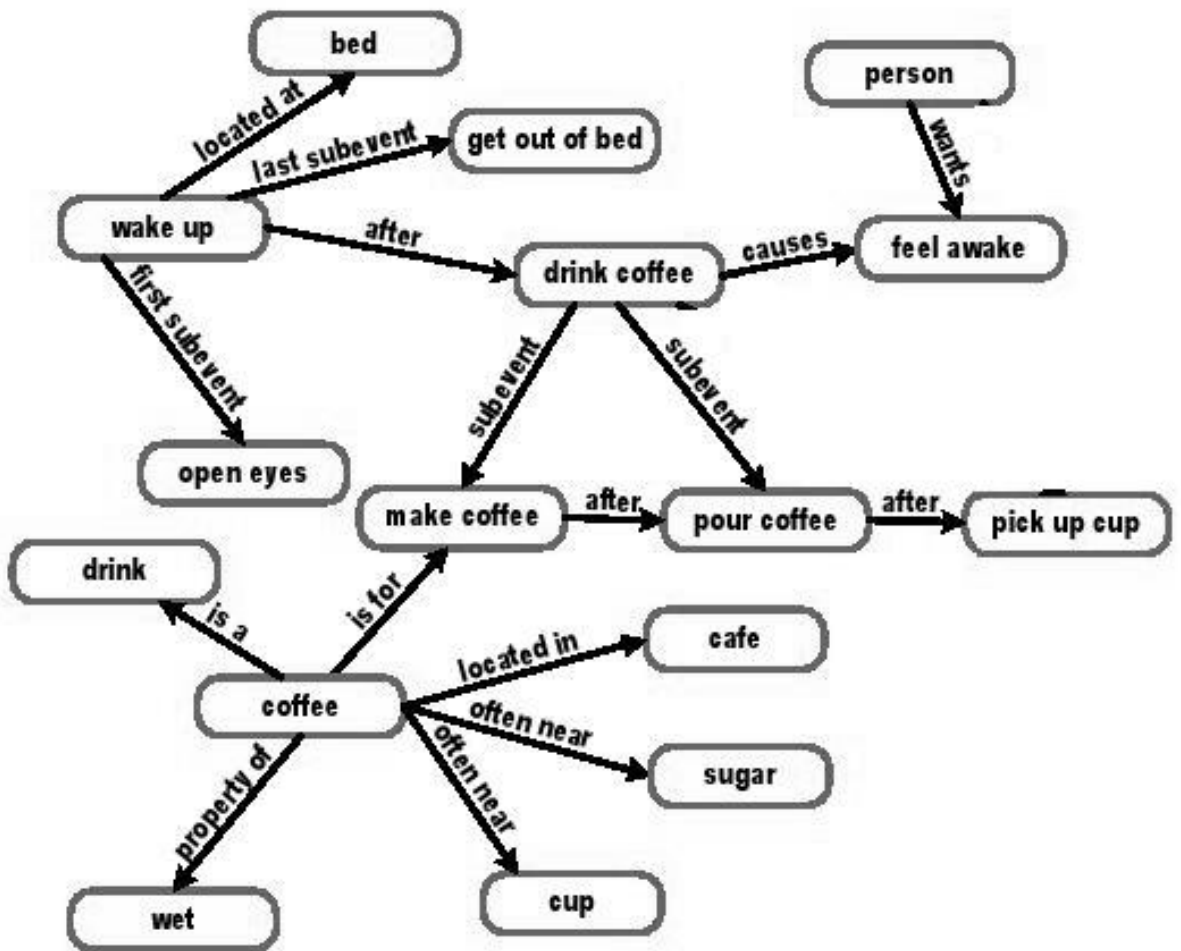 bed
person
located at
last subevent
get out of bed
wants
wake up
after
drink coffee
causes
feel awake
first subevent
subevent
subevent
open eyes
make coffee
after
pour coffee
after
pick up cup
drink
is a
is for
located in
cafe
coffee
often near
sugar
often near
property of
wet
cup